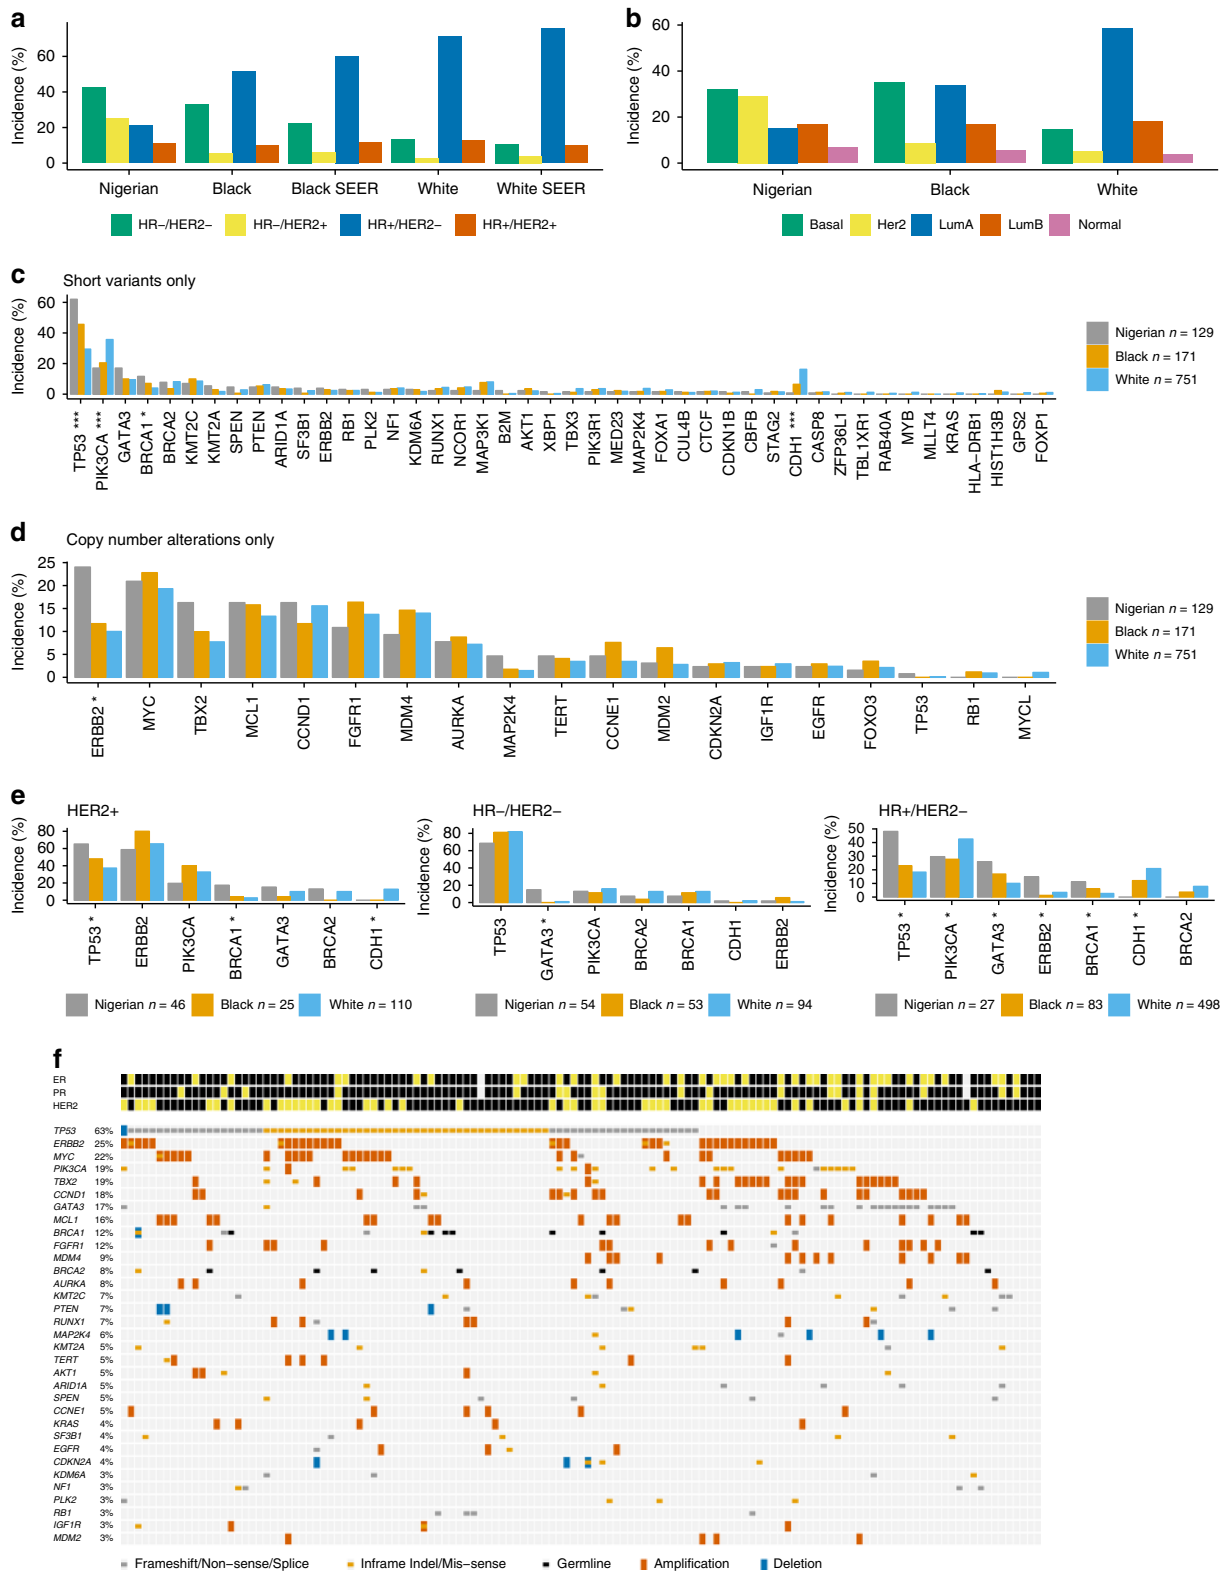 a
Incidence (%)
60
40
20
0
Nigerian Black Black SEER White White SEER
HR−/HER2− HR−/HER2+ HR+/HER2− HR+/HER2+
b
Incidence (%)
60
40
20
0
Nigerian Black White
Basal Her2 LumA LumB Normal
c
Short variants only
Incidence (%)
60
40
20
0
TP53 *** PIK3CA *** GATA3 BRCA1 * BRCA2 KMT2C KMT2A SPEN PTEN ARID1A SF3B1 ERBB2 RB1 PLK2 NF1 KDM6A RUNX1 NCOR1 MAP3K1 B2M AKT1 XBP1 TBX3 PIK3R1 MED23 MAP2K4 FOXA1 CUL4B CTCF CDKN1B CBFB STAG2 CDH1 *** CASP8 ZFP36L1 TBL1XR1 RAB40A MYB MLLT4 KRAS HLA−DRB1 HIST1H3B GPS2 FOXP1
Nigerian n = 129
Black n = 171
White n = 751
d
Copy number alterations only
Incidence (%)
25
20
15
10
5
0
ERBB2 * MYC TBX2 MCL1 CCND1 FGFR1 MDM4 AURKA MAP2K4 TERT CCNE1 MDM2 CDKN2A IGF1R EGFR FOXO3 TP53 RB1 MYCL
Nigerian n = 129
Black n = 171
White n = 751
e
HER2+
Incidence (%)
80
60
40
20
0
TP53 * ERBB2 PIK3CA BRCA1 * GATA3 BRCA2 CDH1 *
Nigerian n = 46 Black n = 25 White n = 110
HR−/HER2−
Incidence (%)
80
60
40
20
0
TP53 GATA3 * PIK3CA BRCA2 BRCA1 CDH1 ERBB2
Nigerian n = 54 Black n = 53 White n = 94
HR+/HER2−
Incidence (%)
50
40
30
20
10
0
TP53 * PIK3CA * GATA3 * ERBB2 * BRCA1 * CDH1 * BRCA2
Nigerian n = 27 Black n = 83 White n = 498
f
ER
PR
HER2
TP53 63%
ERBB2 25%
MYC 22%
PIK3CA 19%
TBX2 19%
CCND1 18%
GATA3 17%
MCL1 16%
BRCA1 12%
FGFR1 12%
MDM4 9%
BRCA2 8%
AURKA 8%
KMT2C 7%
PTEN 7%
RUNX1 7%
MAP2K4 6%
KMT2A 5%
TERT 5%
AKT1 5%
ARID1A 5%
SPEN 5%
CCNE1 5%
KRAS 4%
SF3B1 4%
EGFR 4%
CDKN2A 4%
KDM6A 3%
NF1 3%
PLK2 3%
RB1 3%
IGF1R 3%
MDM2 3%
Frameshift/Non−sense/Splice Inframe Indel/Mis−sense Germline Amplification Deletion